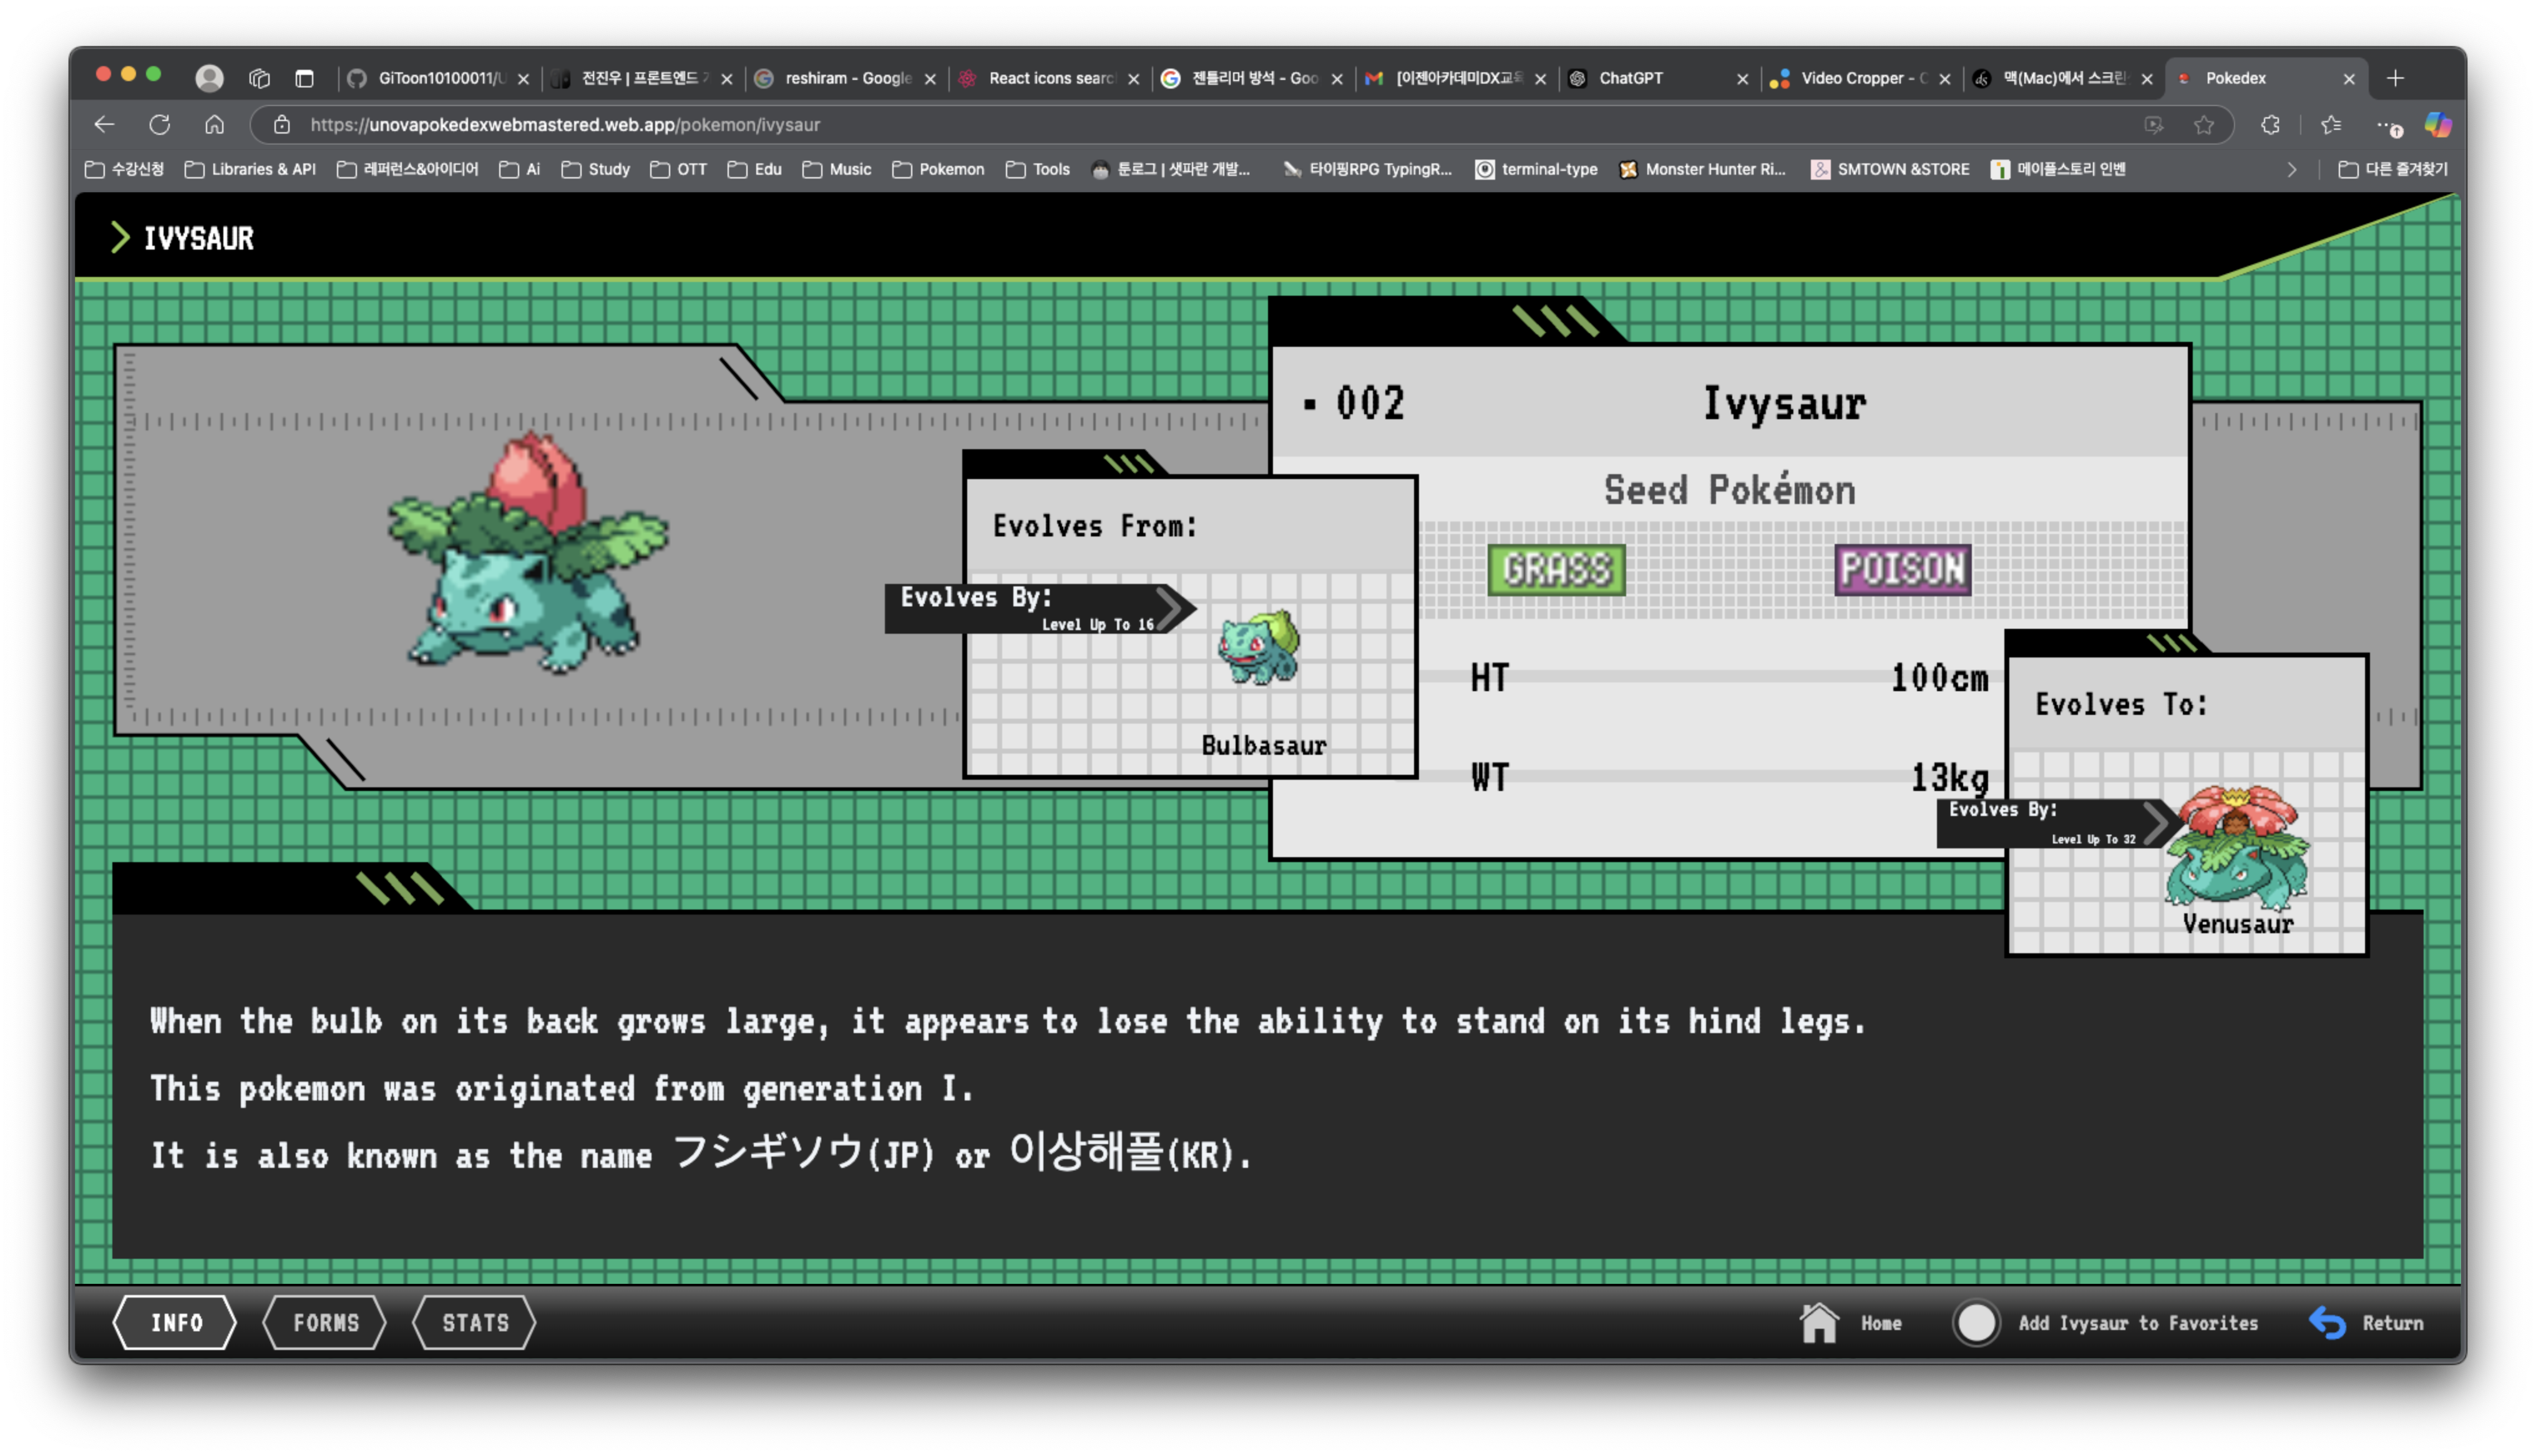 GiToon10100011/U
전진우 | 프론트엔드
reshiram - Google
React icons searc
젠틀리머 방석 - Goo
[이젠아카데미DX교육
ChatGPT
Video Cropper - C
맥(Mac)에서 스크린
Pokedex
https://unovapokedexwebmastered.web.app/pokemon/ivysaur
수강신청
Libraries & API
레퍼런스&아이디어
Ai
Study
OTT
Edu
Music
Pokemon
Tools
툰로그 | 샛파란 개발...
타이핑RPG TypingR...
terminal-type
Monster Hunter Ri...
SMTOWN &STORE
메이플스토리 인벤
다른 즐겨찾기
IVYSAUR
002 Ivysaur
Seed Pokémon
GRASS POISON
HT 100cm
WT 13kg
Evolves From:
Evolves By:
Level Up To 16
Bulbasaur
Evolves To:
Evolves By:
Level Up To 32
Venusaur
When the bulb on its back grows large, it appears to lose the ability to stand on its hind legs.
This pokemon was originated from generation I.
It is also known as the name フシギソウ(JP) or 이상해풀(KR).
INFO
FORMS
STATS
Home
Add Ivysaur to Favorites
Return